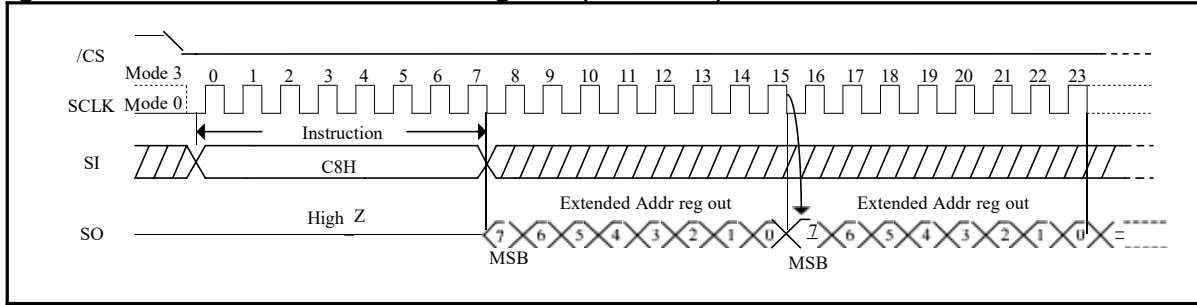 /CS
Mode 3 0 1 2 3 4 5 6 7 8 9 10 11 12 13 14 15 16 17 18 19 20 21 22 23
SCLK Mode 0
Instruction
SI C8H
Extended Addr reg out Extended Addr reg out
High_Z
SO 7 6 5 4 3 2 1 0 7 6 5 4 3 2 1 0
MSB MSB